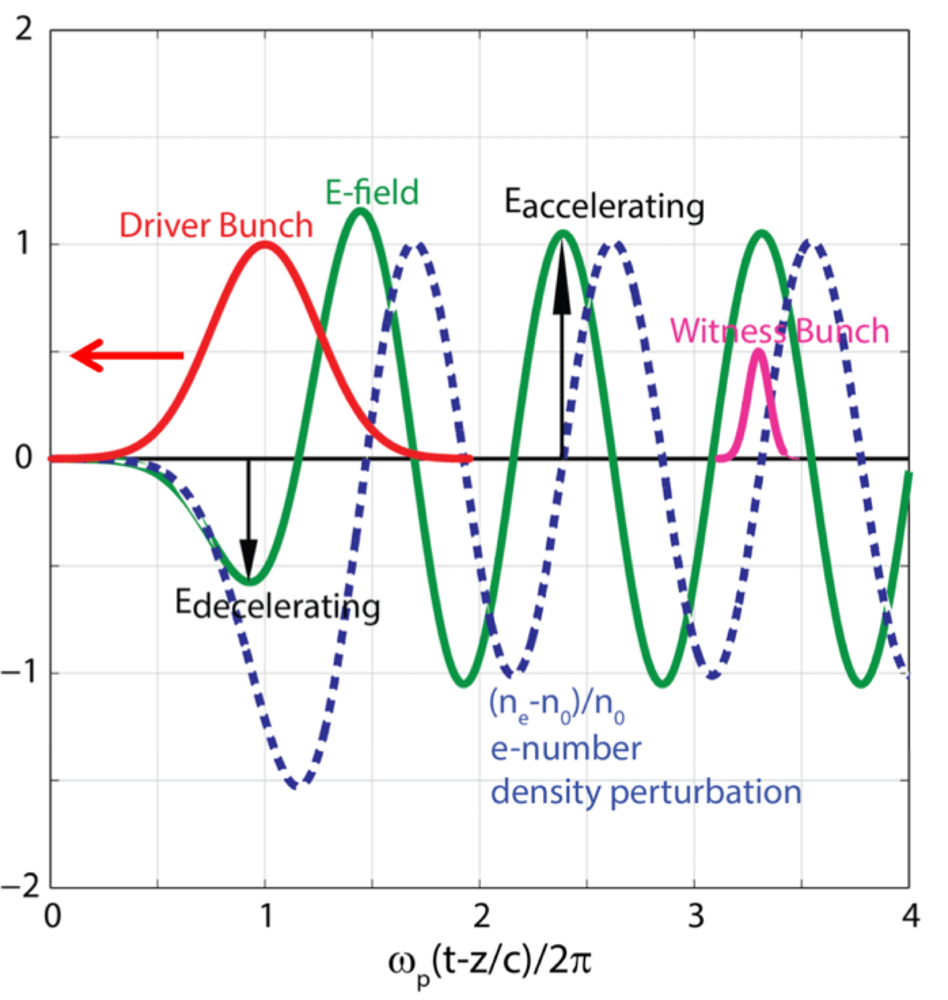 2
E-field
Eaccelerating
Driver Bunch
1
Witness Bunch
0
Edecelerating
−1
(ne-n0)/n0
e-number
density perturbation
−2
0 1 2 3 4
ωp(t-z/c)/2π